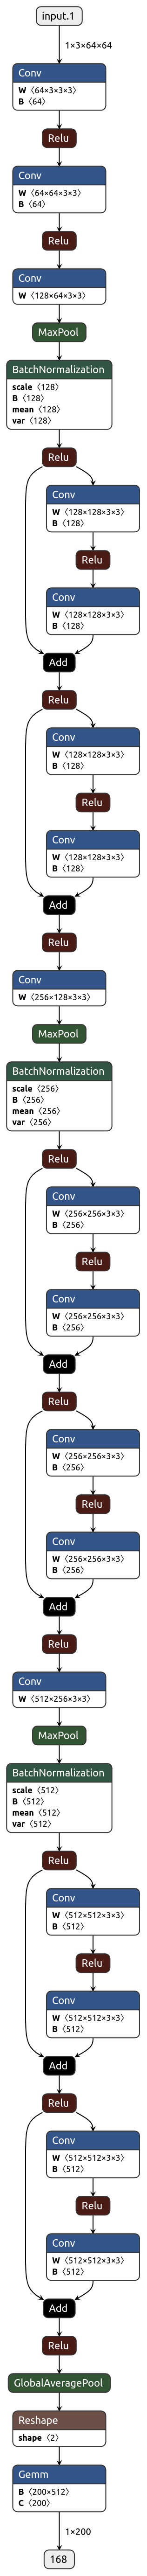 input.1
1×3×64×64
Conv
W ⟨64×3×3×3⟩
B ⟨64⟩
Relu
Conv
W ⟨64×64×3×3⟩
B ⟨64⟩
Relu
Conv
W ⟨128×64×3×3⟩
MaxPool
BatchNormalization
scale ⟨128⟩
B ⟨128⟩
mean ⟨128⟩
var ⟨128⟩
Relu
Conv
W ⟨128×128×3×3⟩
B ⟨128⟩
Relu
Conv
W ⟨128×128×3×3⟩
B ⟨128⟩
Add
Relu
Conv
W ⟨128×128×3×3⟩
B ⟨128⟩
Relu
Conv
W ⟨128×128×3×3⟩
B ⟨128⟩
Add
Relu
Conv
W ⟨256×128×3×3⟩
MaxPool
BatchNormalization
scale ⟨256⟩
B ⟨256⟩
mean ⟨256⟩
var ⟨256⟩
Relu
Conv
W ⟨256×256×3×3⟩
B ⟨256⟩
Relu
Conv
W ⟨256×256×3×3⟩
B ⟨256⟩
Add
Relu
Conv
W ⟨256×256×3×3⟩
B ⟨256⟩
Relu
Conv
W ⟨256×256×3×3⟩
B ⟨256⟩
Add
Relu
Conv
W ⟨512×256×3×3⟩
MaxPool
BatchNormalization
scale ⟨512⟩
B ⟨512⟩
mean ⟨512⟩
var ⟨512⟩
Relu
Conv
W ⟨512×512×3×3⟩
B ⟨512⟩
Relu
Conv
W ⟨512×512×3×3⟩
B ⟨512⟩
Add
Relu
Conv
W ⟨512×512×3×3⟩
B ⟨512⟩
Relu
Conv
W ⟨512×512×3×3⟩
B ⟨512⟩
Add
Relu
GlobalAveragePool
Reshape
shape ⟨2⟩
Gemm
B ⟨200×512⟩
C ⟨200⟩
1×200
168